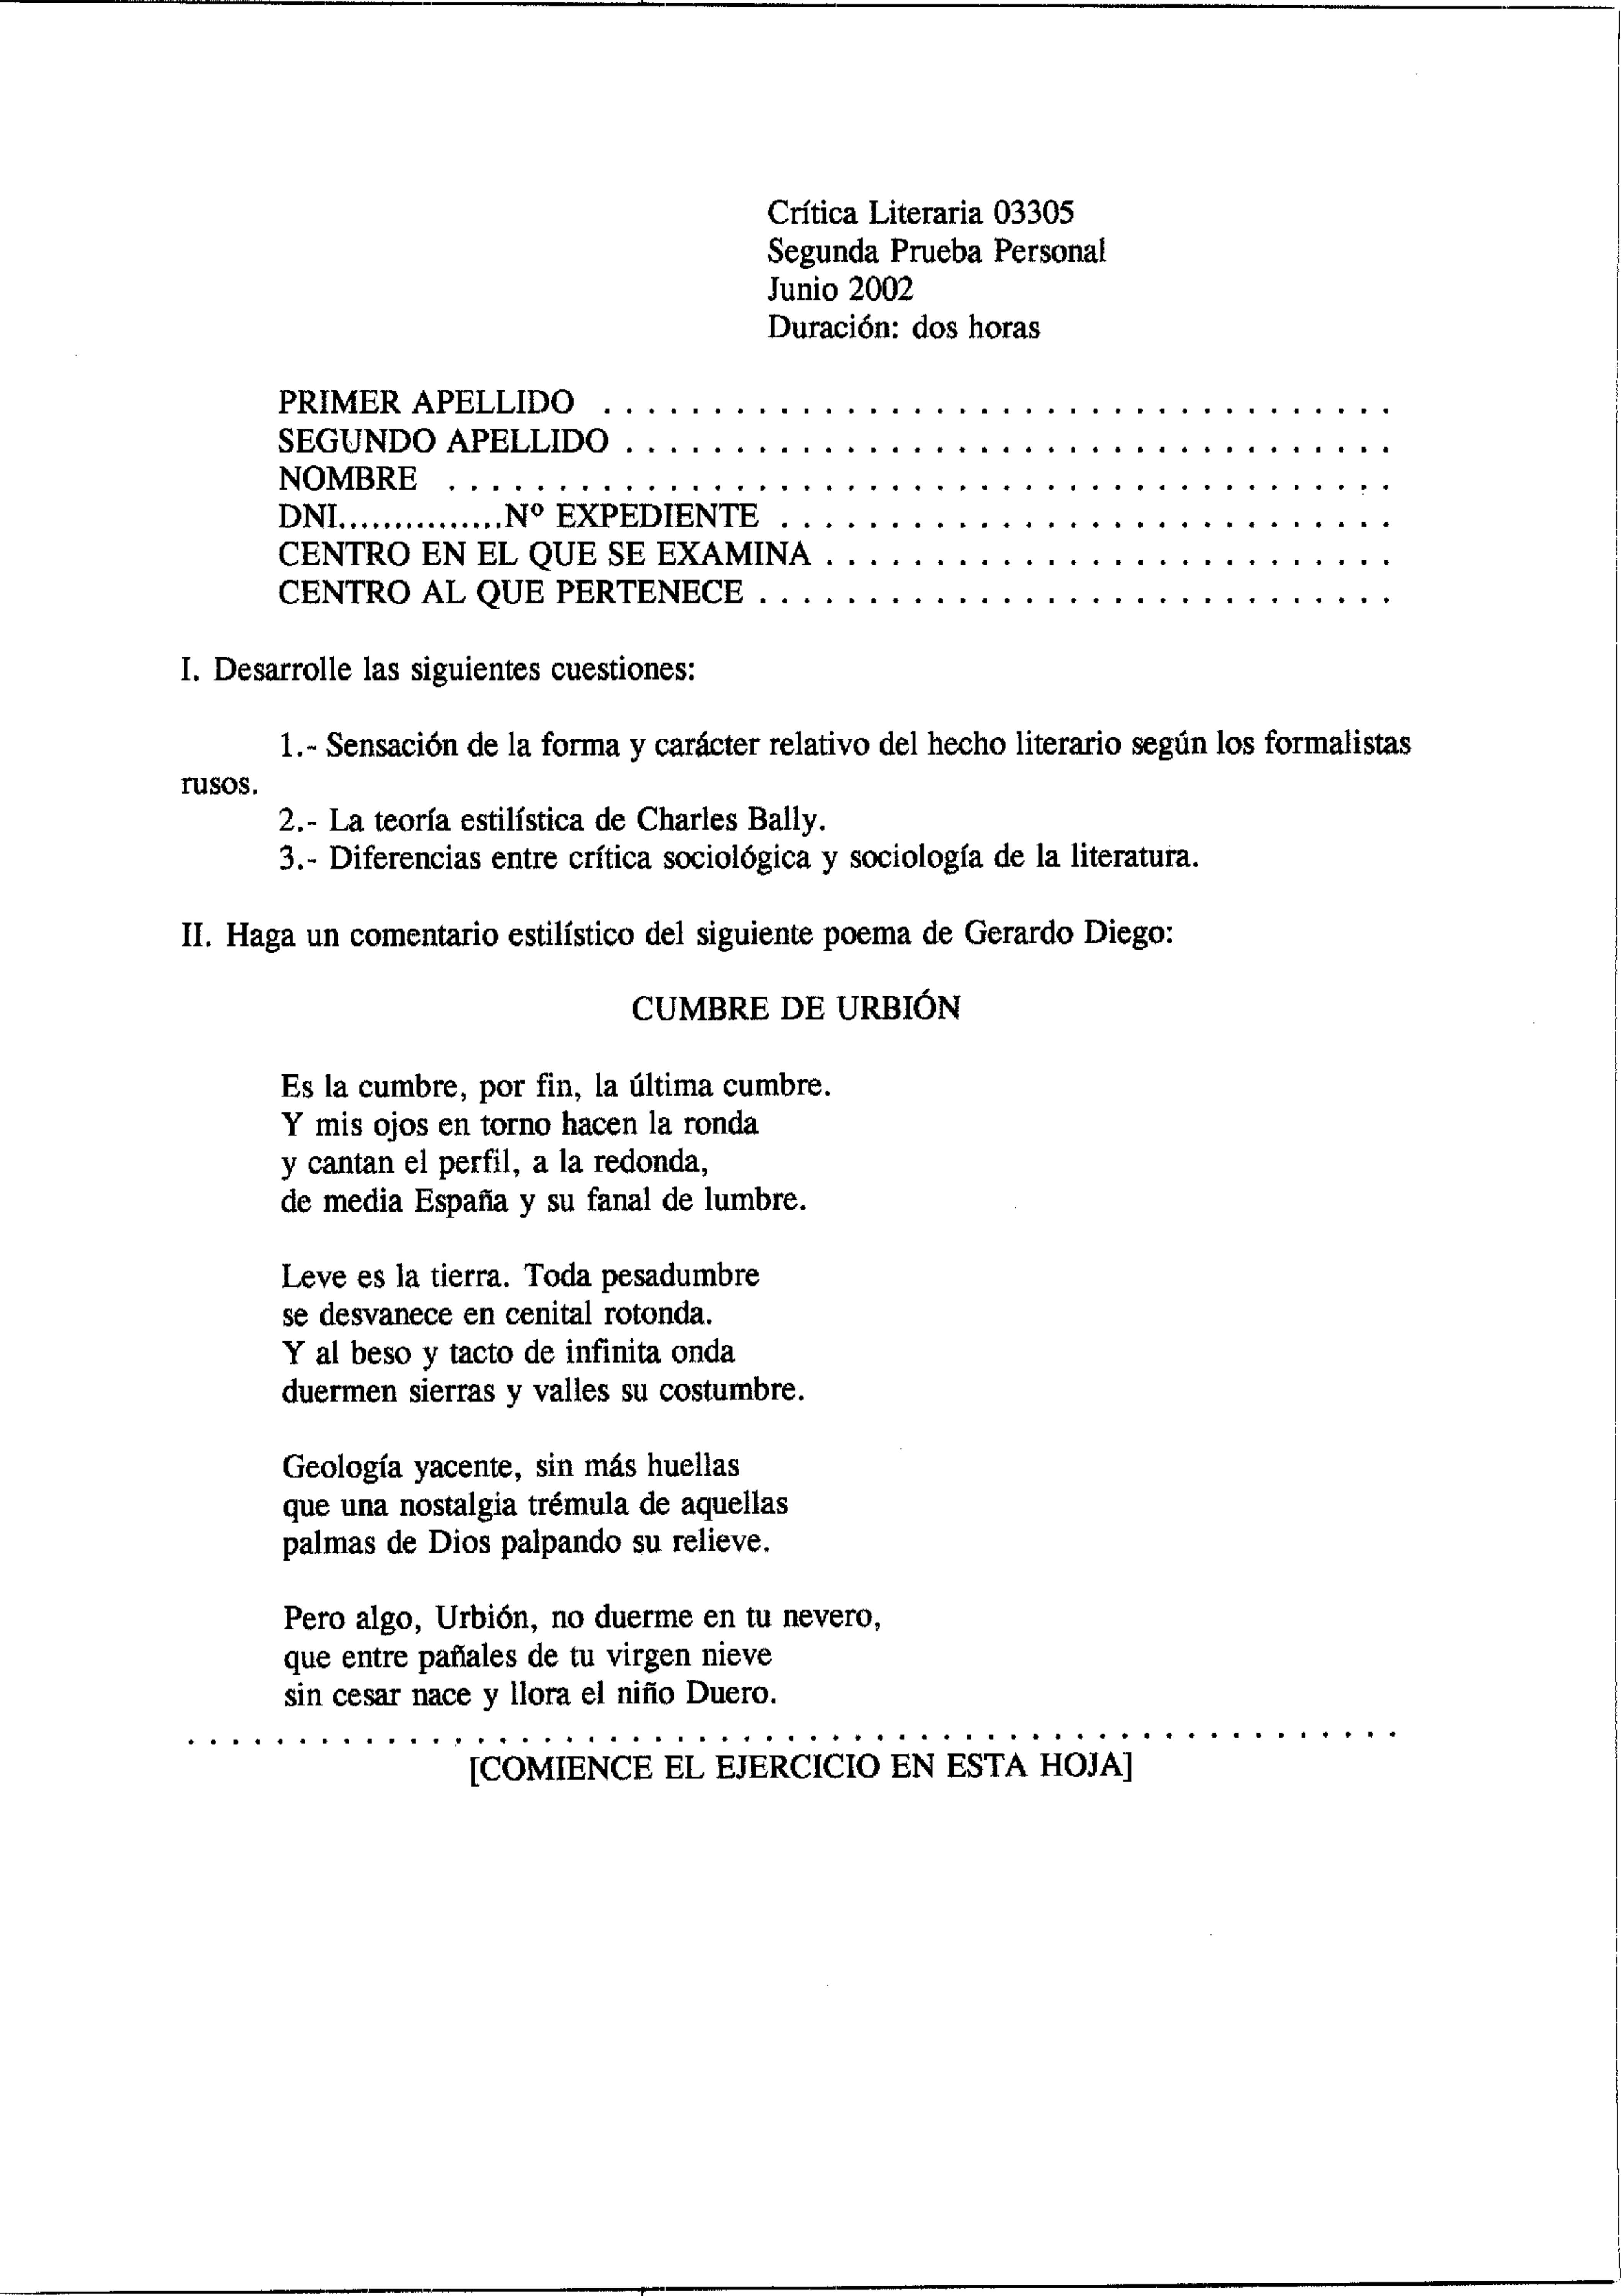 Crítica Literaria 03305
Segunda Prueba Personal
Junio 2002
Duración: dos horas
PRIMER APELLIDO . . . . . . . . . . . . . . . . . . . . . . . . . . . . . . . . . . . .
SEGUNDO APELLIDO . . . . . . . . . . . . . . . . . . . . . . . . . . . . . . . . . . .
NOMBRE . . . . . . . . . . . . . . . . . . . . . . . . . . . . . . . . . . . . . . . . . . .
DNI...............Nº EXPEDIENTE . . . . . . . . . . . . . . . . . . . . . . . . . . . .
CENTRO EN EL QUE SE EXAMINA . . . . . . . . . . . . . . . . . . . . . . . . . .
CENTRO AL QUE PERTENECE . . . . . . . . . . . . . . . . . . . . . . . . . . . . .
I. Desarrolle las siguientes cuestiones:
1.- Sensación de la forma y carácter relativo del hecho literario según los formalistas
rusos.
2.- La teoría estilística de Charles Bally.
3.- Diferencias entre crítica sociológica y sociología de la literatura.
II. Haga un comentario estilístico del siguiente poema de Gerardo Diego:
CUMBRE DE URBIÓN
Es la cumbre, por fin, la última cumbre.
Y mis ojos en torno hacen la ronda
y cantan el perfil, a la redonda,
de media España y su fanal de lumbre.
Leve es la tierra. Toda pesadumbre
se desvanece en cenital rotonda.
Y al beso y tacto de infinita onda
duermen sierras y valles su costumbre.
Geología yacente, sin más huellas
que una nostalgia trémula de aquellas
palmas de Dios palpando su relieve.
Pero algo, Urbión, no duerme en tu nevero,
que entre pañales de tu virgen nieve
sin cesar nace y llora el niño Duero.
. . . . . . . . . . . . . . . . . . . . . . . . . . . . . . . . . . . . . . . . . . . . . . . . . . . . . . .
[COMIENCE EL EJERCICIO EN ESTA HOJA]